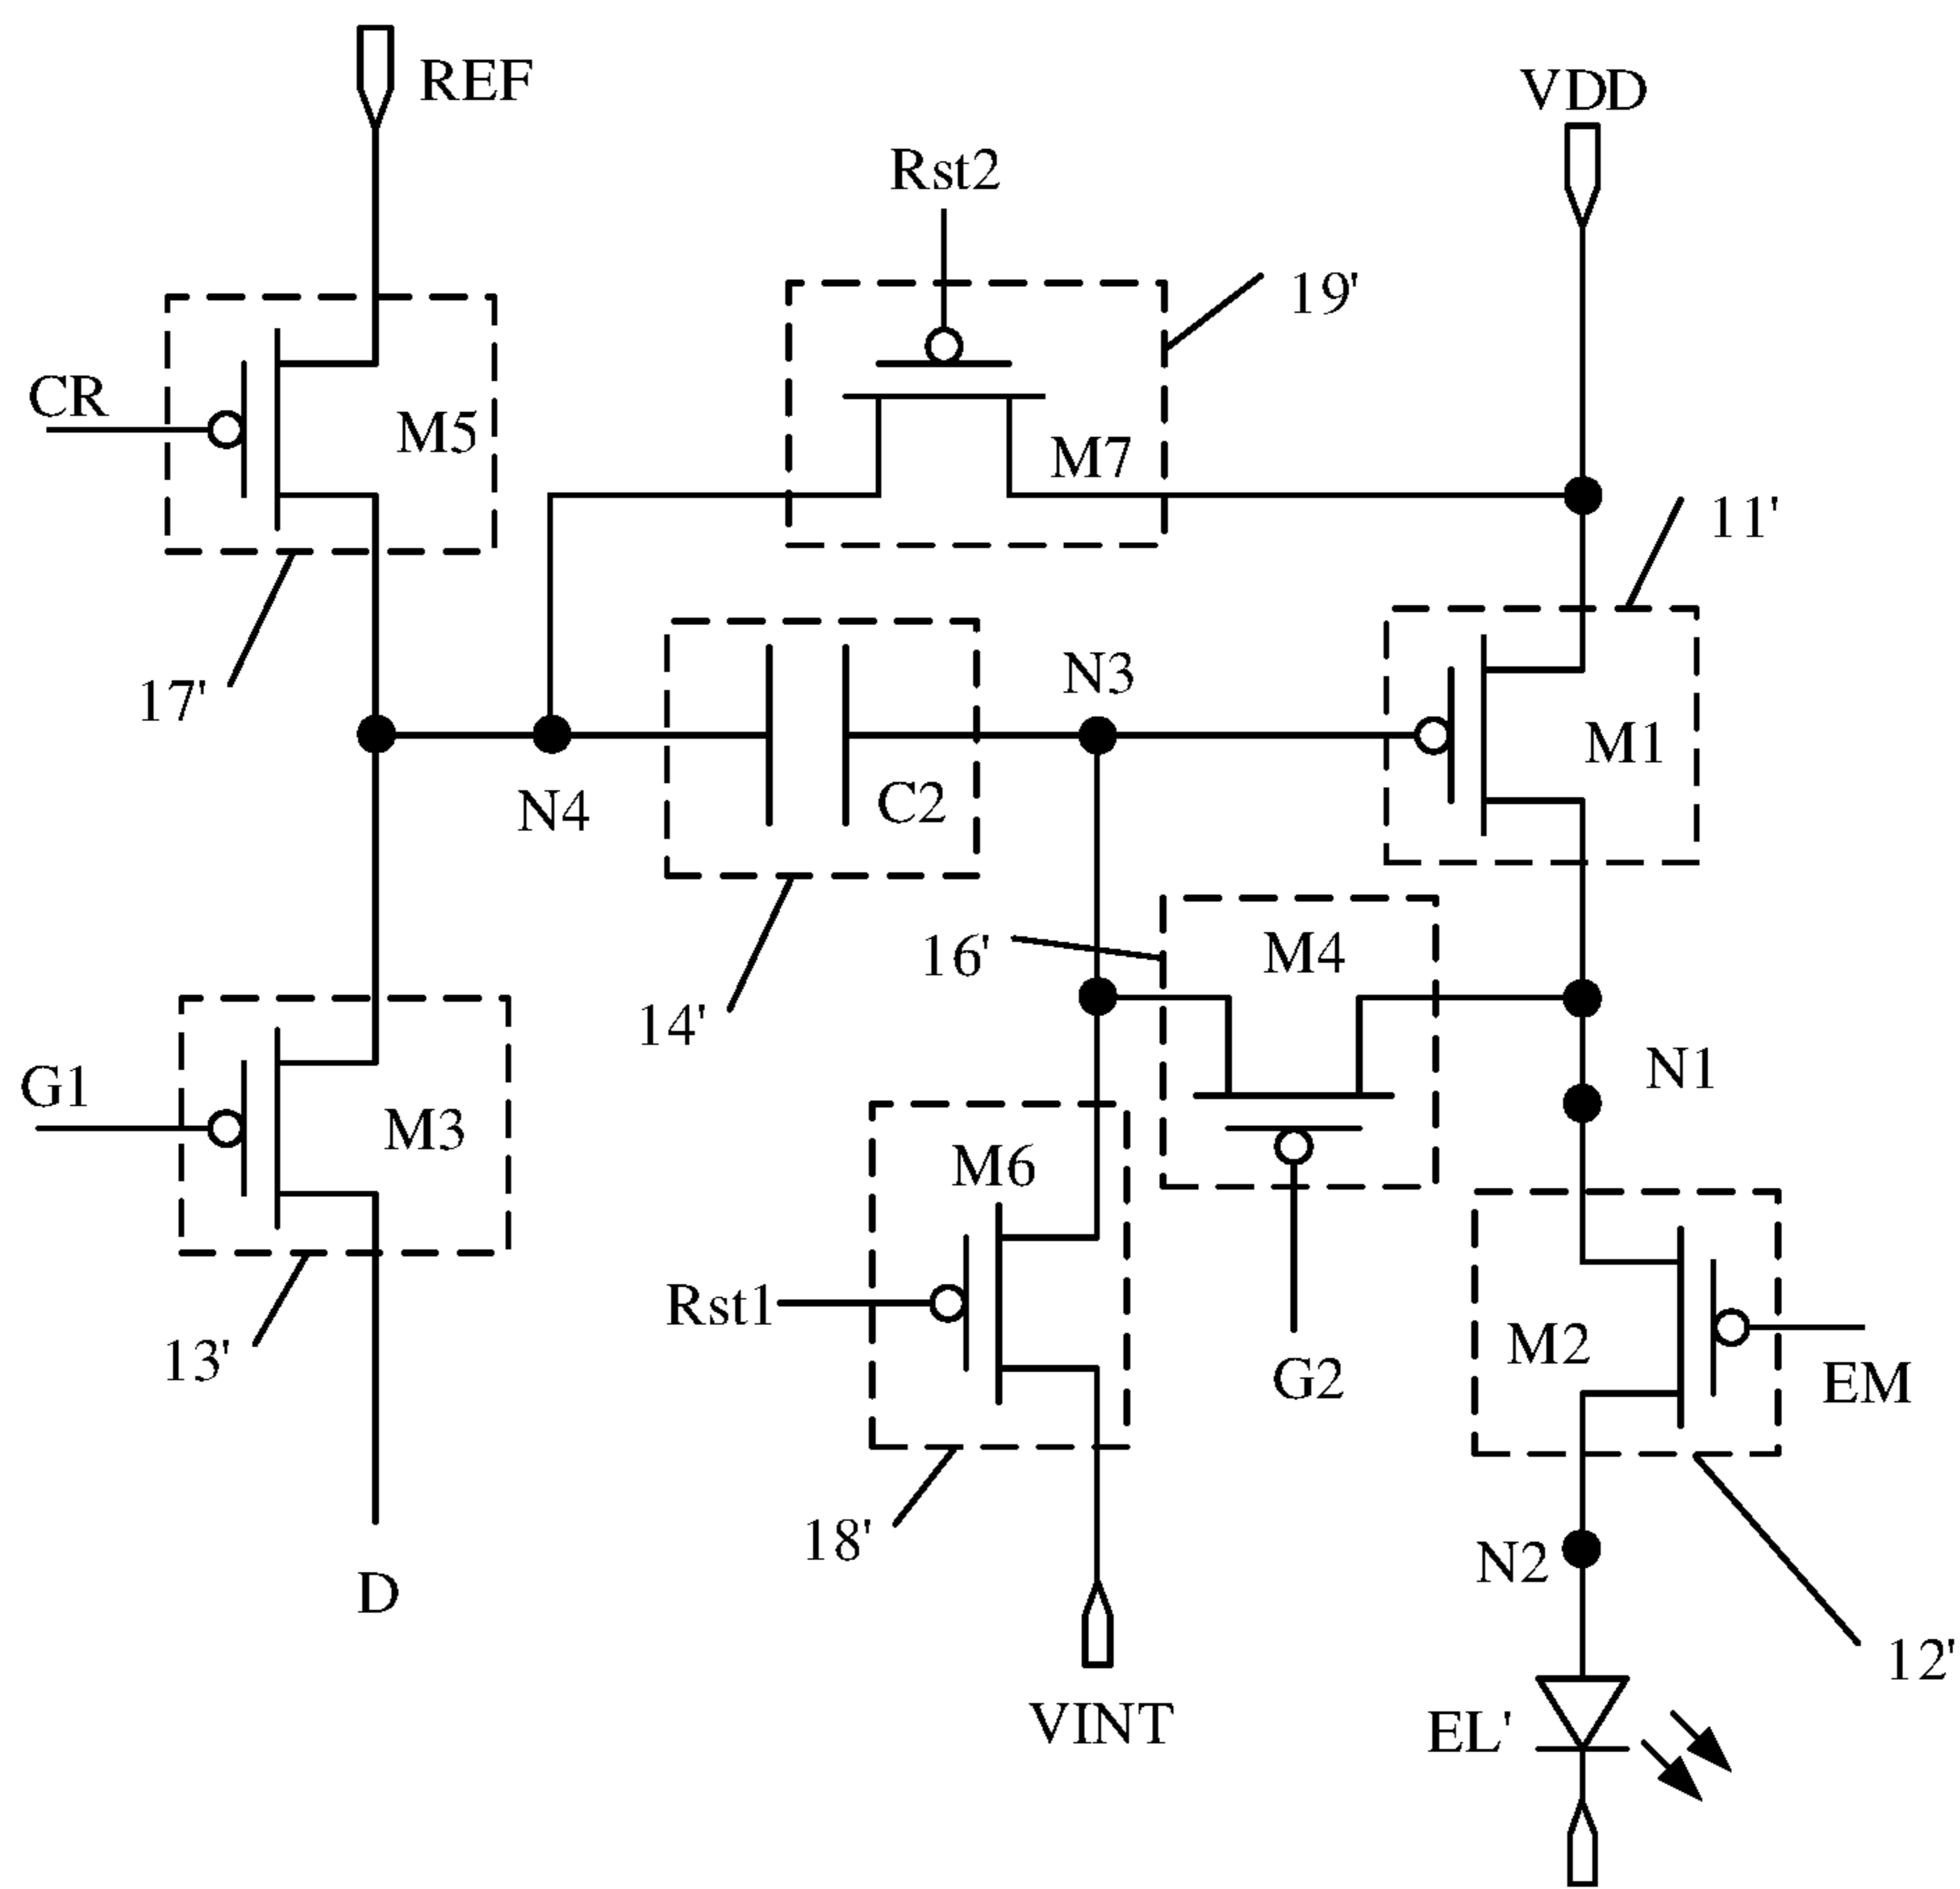 REF
VDD
Rst2
19'
CR
M5
M7
11'
17'
N3
M1
N4
C2
16'
M4
14'
N1
G1
M3
M6
Rst1
M2
13'
G2
EM
18'
N2
D
12'
VINT
EL'